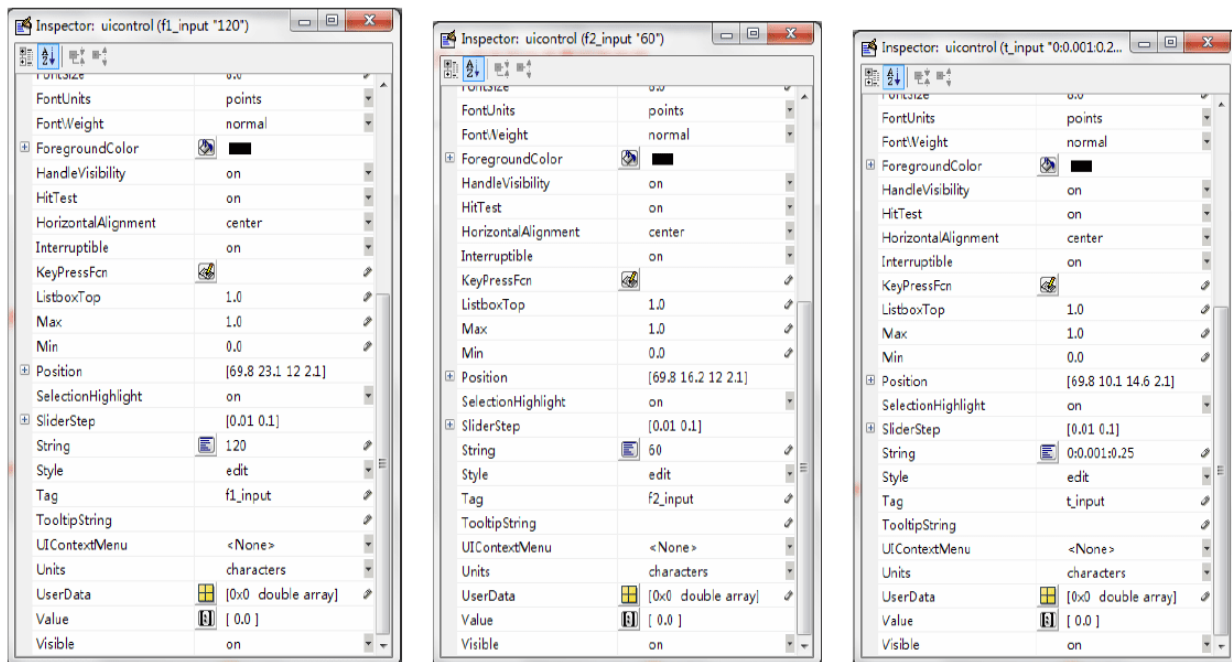 Inspector: uicontrol (f1_input "120")
FontSize 8.0
FontUnits points
FontWeight normal
ForegroundColor
HandleVisibility on
HitTest on
HorizontalAlignment center
Interruptible on
KeyPressFcn
ListboxTop 1.0
Max 1.0
Min 0.0
Position [69.8 23.1 12 2.1]
SelectionHighlight on
SliderStep [0.01 0.1]
String 120
Style edit
Tag f1_input
TooltipString
UIContextMenu <None>
Units characters
UserData [0x0 double array]
Value [ 0.0 ]
Visible on
Inspector: uicontrol (f2_input "60")
FontSize 8.0
FontUnits points
FontWeight normal
ForegroundColor
HandleVisibility on
HitTest on
HorizontalAlignment center
Interruptible on
KeyPressFcn
ListboxTop 1.0
Max 1.0
Min 0.0
Position [69.8 16.2 12 2.1]
SelectionHighlight on
SliderStep [0.01 0.1]
String 60
Style edit
Tag f2_input
TooltipString
UIContextMenu <None>
Units characters
UserData [0x0 double array]
Value [ 0.0 ]
Visible on
Inspector: uicontrol (t_input "0:0.001:0.2...
FontSize 8.0
FontUnits points
FontWeight normal
ForegroundColor
HandleVisibility on
HitTest on
HorizontalAlignment center
Interruptible on
KeyPressFcn
ListboxTop 1.0
Max 1.0
Min 0.0
Position [69.8 10.1 14.6 2.1]
SelectionHighlight on
SliderStep [0.01 0.1]
String 0:0.001:0.25
Style edit
Tag t_input
TooltipString
UIContextMenu <None>
Units characters
UserData [0x0 double array]
Value [ 0.0 ]
Visible on